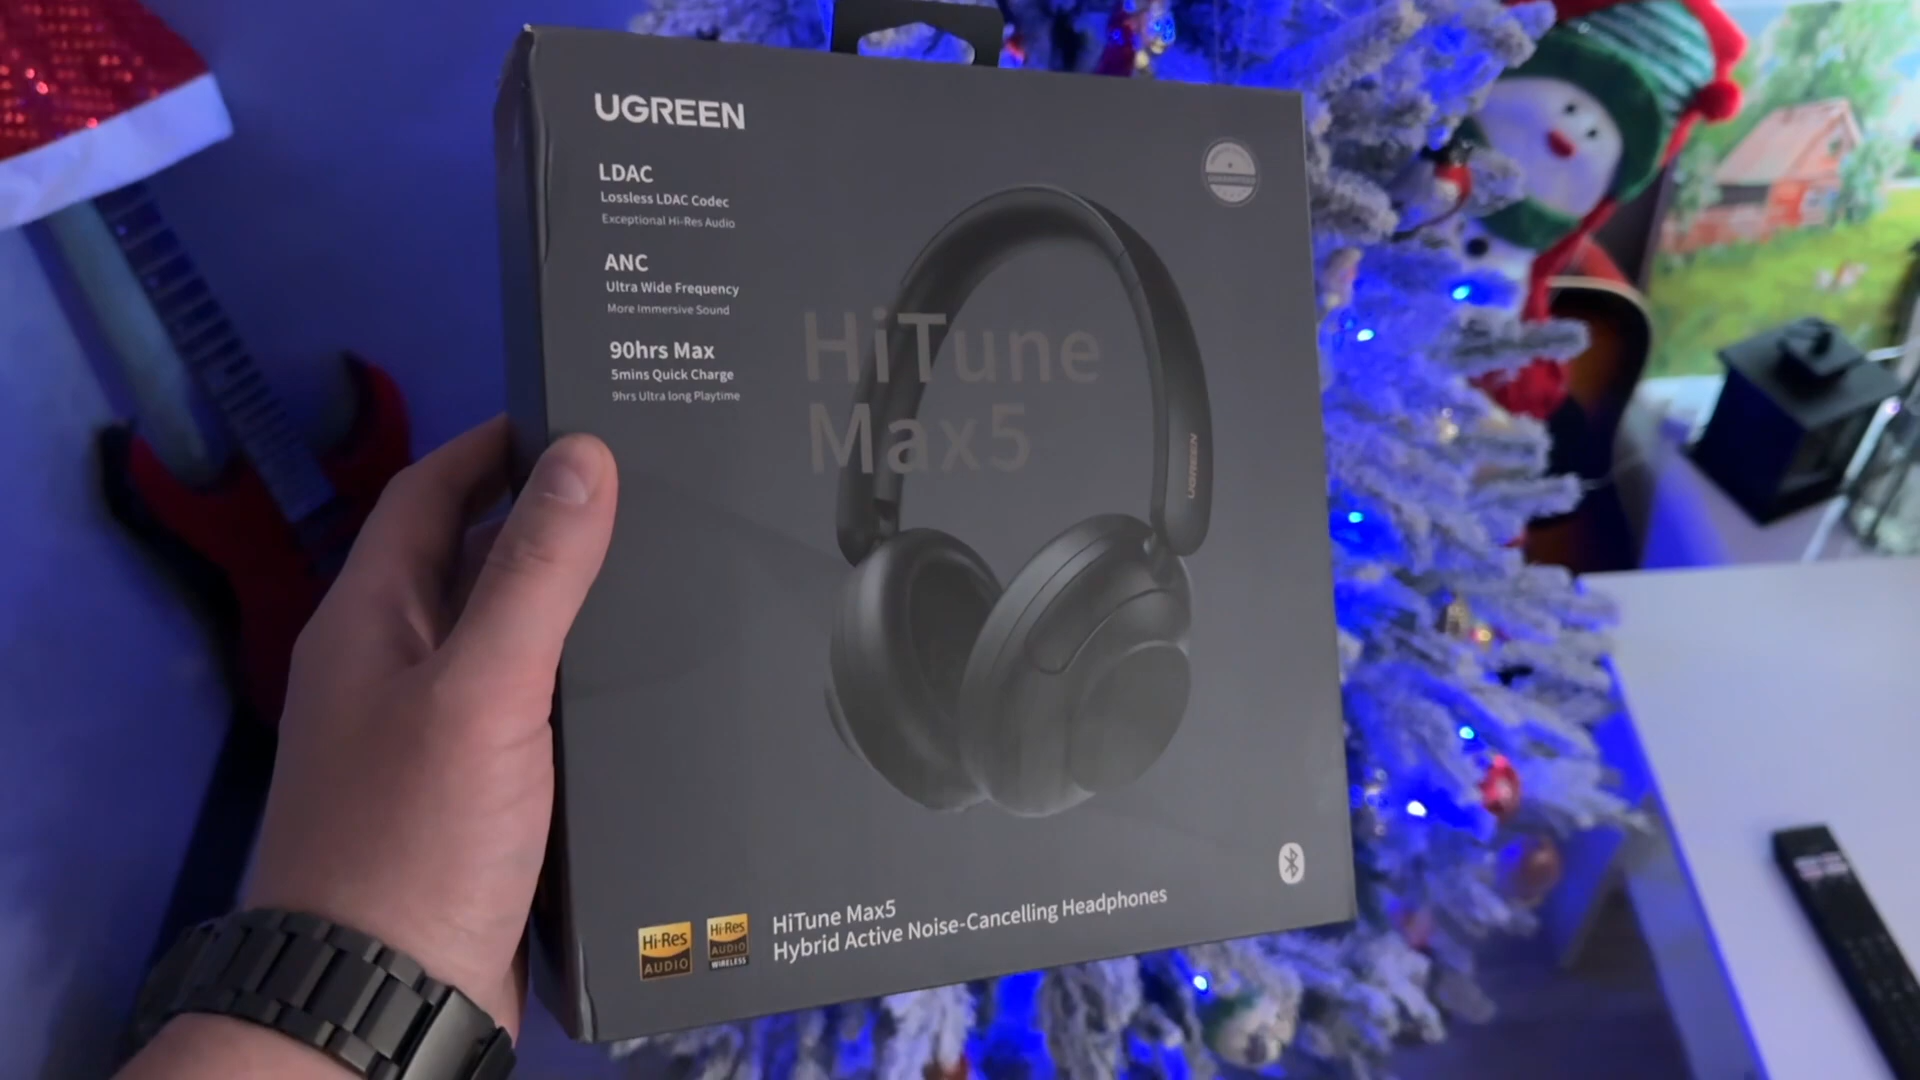 UGREEN
LDAC
Lossless LDAC Codec
Exceptional Hi-Res Audio
ANC
Ultra Wide Frequency
More Immersive Sound
90hrs Max
5mins Quick Charge
9hrs Ultra long Playtime
HiTune
Max5
UGREEN
Hi-Res
AUDIO
Hi-Res
AUDIO
WIRELESS
HiTune Max5
Hybrid Active Noise-Cancelling Headphones